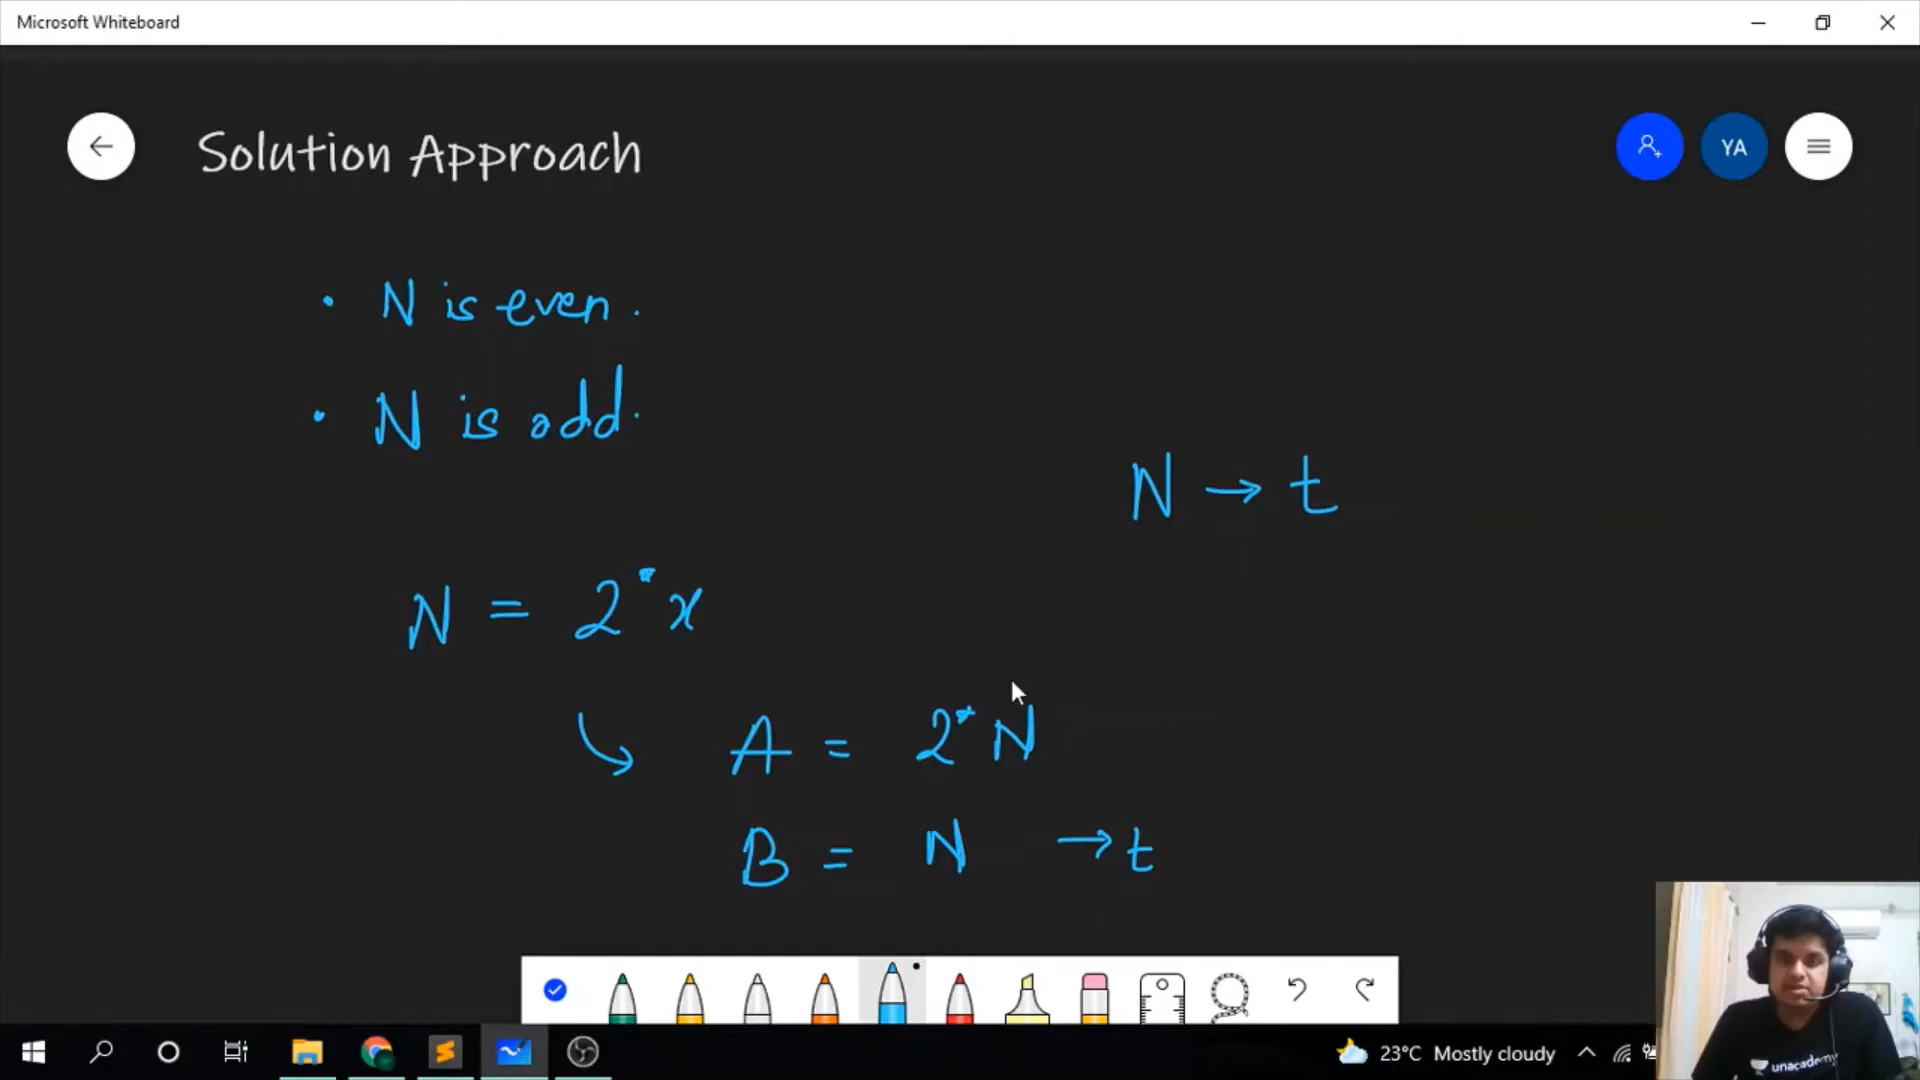 Microsoft Whiteboard
Solution Approach
YA
• N is even.
• N is odd.
N → t
N = 2*x
A = 2*N
B = N → t
23°C Mostly cloudy
unacademy